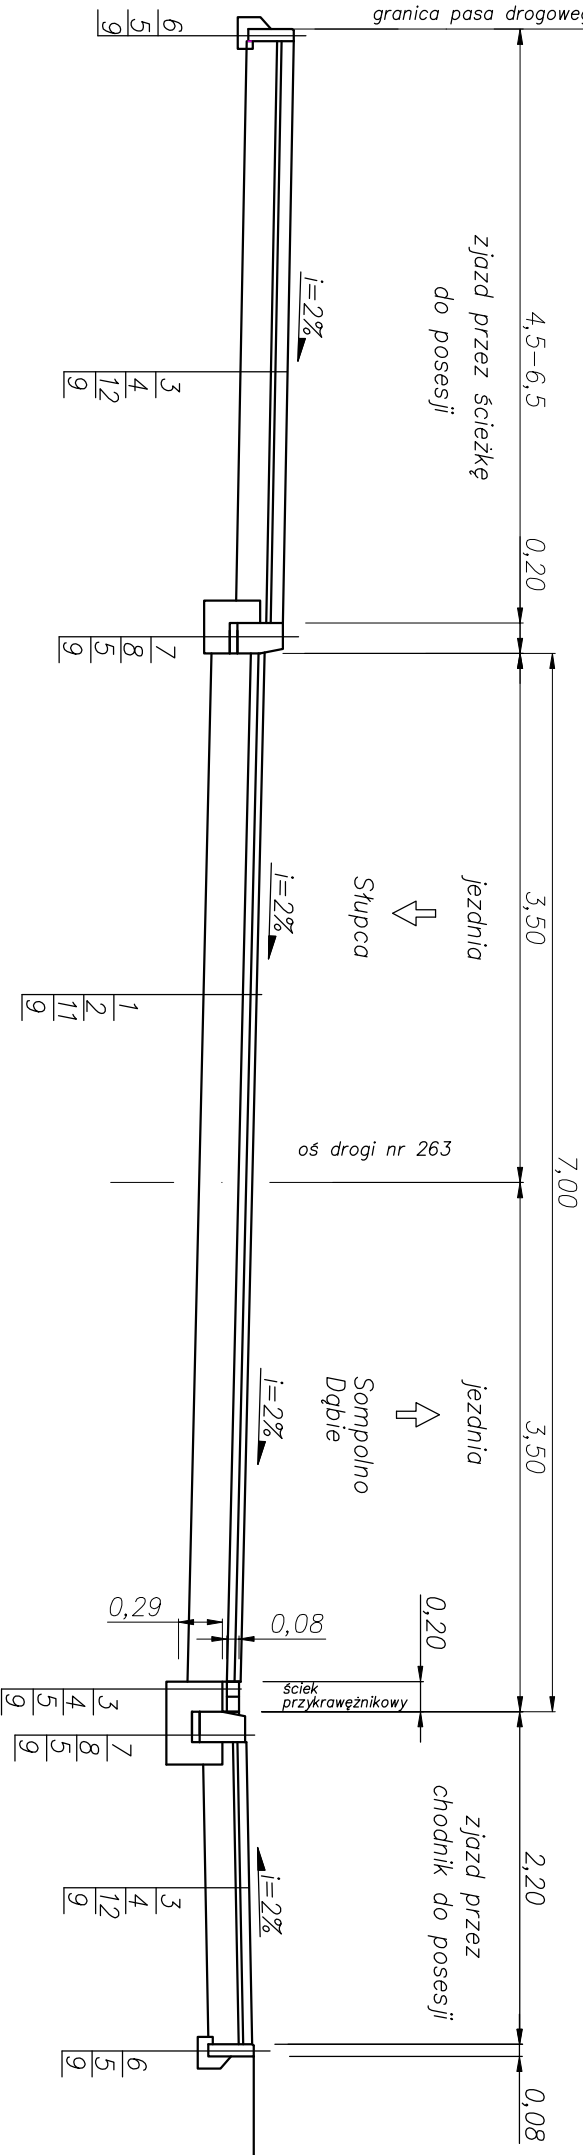 granica pasa drogoweg
4,5-6,5
zjazd przez ścieżkę
do posesji
i=2%
6
5
9
3
4
12
9
0,20
7
8
5
9
3,50
7,00
jezdnia
Słupca
i=2%
1
2
11
9
oś drogi nr 263
3,50
jezdnia
Sompolno
Dąbie
i=2%
0,29
0,08
0,20
ściek
przykrawężnikowy
3
4
5
9
7
8
5
9
2,20
zjazd przez
chodnik do posesji
i=2%
3
4
12
9
0,08
6
5
9